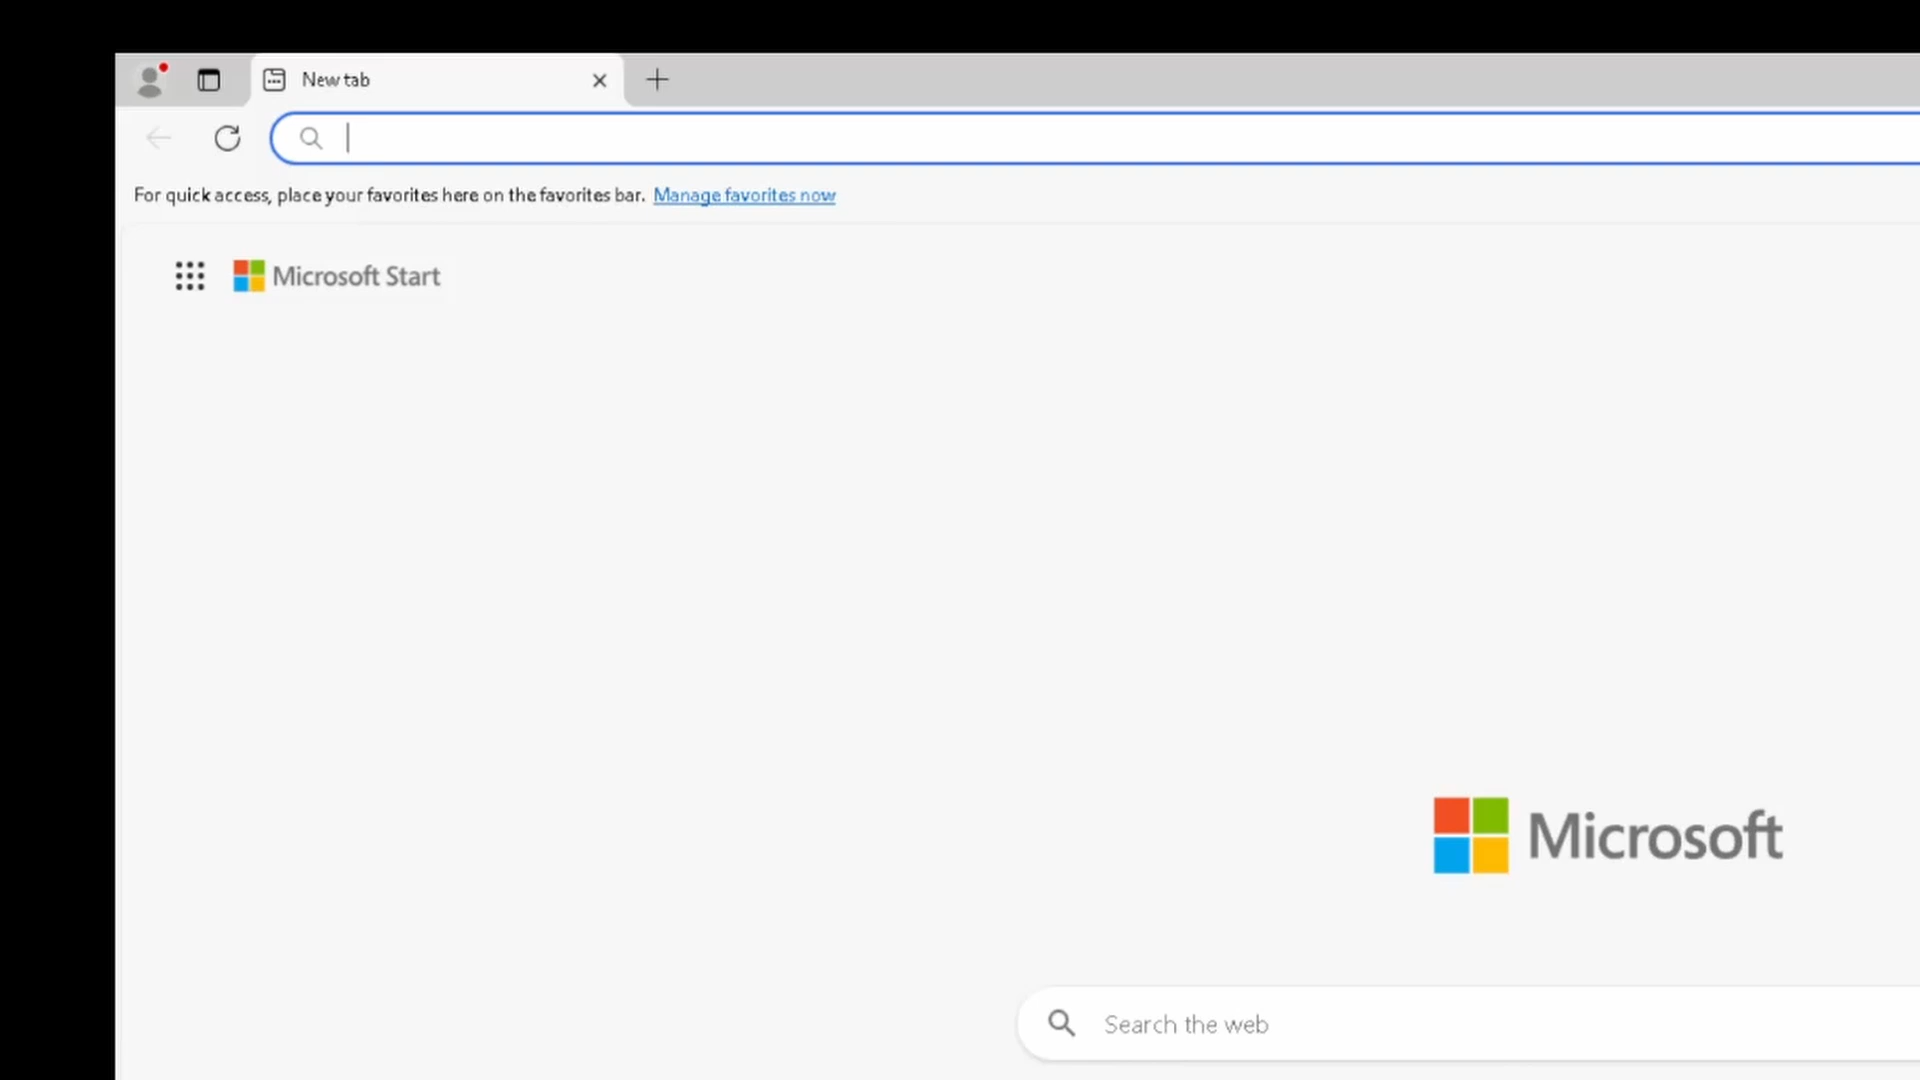 New tab
For quick access, place your favorites here on the favorites bar. Manage favorites now
Microsoft Start
Microsoft
Search the web